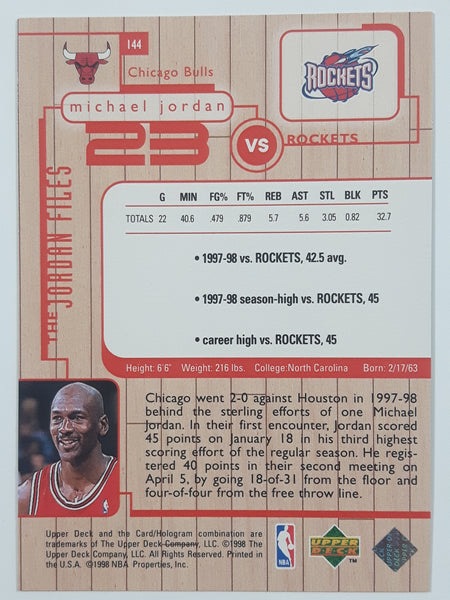 144
Chicago Bulls
michael jordan
23
VS
ROCKETS
ROCKETS
THE JORDAN FILES
G MIN FG% FT% REB AST STL BLK PTS
TOTALS 22 40.6 .479 .879 5.7 5.6 3.05 0.82 32.7
• 1997-98 vs. ROCKETS, 42.5 avg.
• 1997-98 season-high vs. ROCKETS, 45
• career high vs. ROCKETS, 45
Height: 6'6" Weight: 216 lbs. College:North Carolina Born: 2/17/63
Chicago went 2-0 against Houston in 1997-98
behind the sterling efforts of one Michael
Jordan. In their first encounter, Jordan scored
45 points on January 18 in his third highest
scoring effort of the regular season. He reg-
istered 40 points in their second meeting on
April 5, by going 18-of-31 from the floor and
four-of-four from the free throw line.
Upper Deck and the Card/Hologram combination are
trademarks of The Upper Deck Company, LLC. ©1998 The
Upper Deck Company, LLC. All Rights Reserved. Printed in
the U.S.A. ©1998 NBA Properties, Inc.
NBA
UPPER
DECK
TM